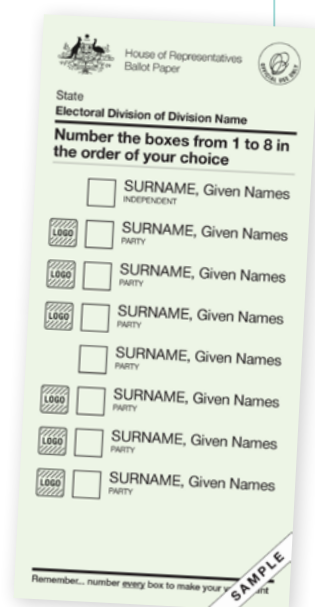 House of Representatives
Ballot Paper
OFFICIAL USE ONLY
State
Electoral Division of Division Name
Number the boxes from 1 to 8 in
the order of your choice
SURNAME, Given Names
INDEPENDENT
LOGO
SURNAME, Given Names
PARTY
LOGO
SURNAME, Given Names
PARTY
LOGO
SURNAME, Given Names
PARTY
SURNAME, Given Names
PARTY
LOGO
SURNAME, Given Names
PARTY
LOGO
SURNAME, Given Names
PARTY
LOGO
SURNAME, Given Names
PARTY
Remember... number every box to make your
SAMPLE